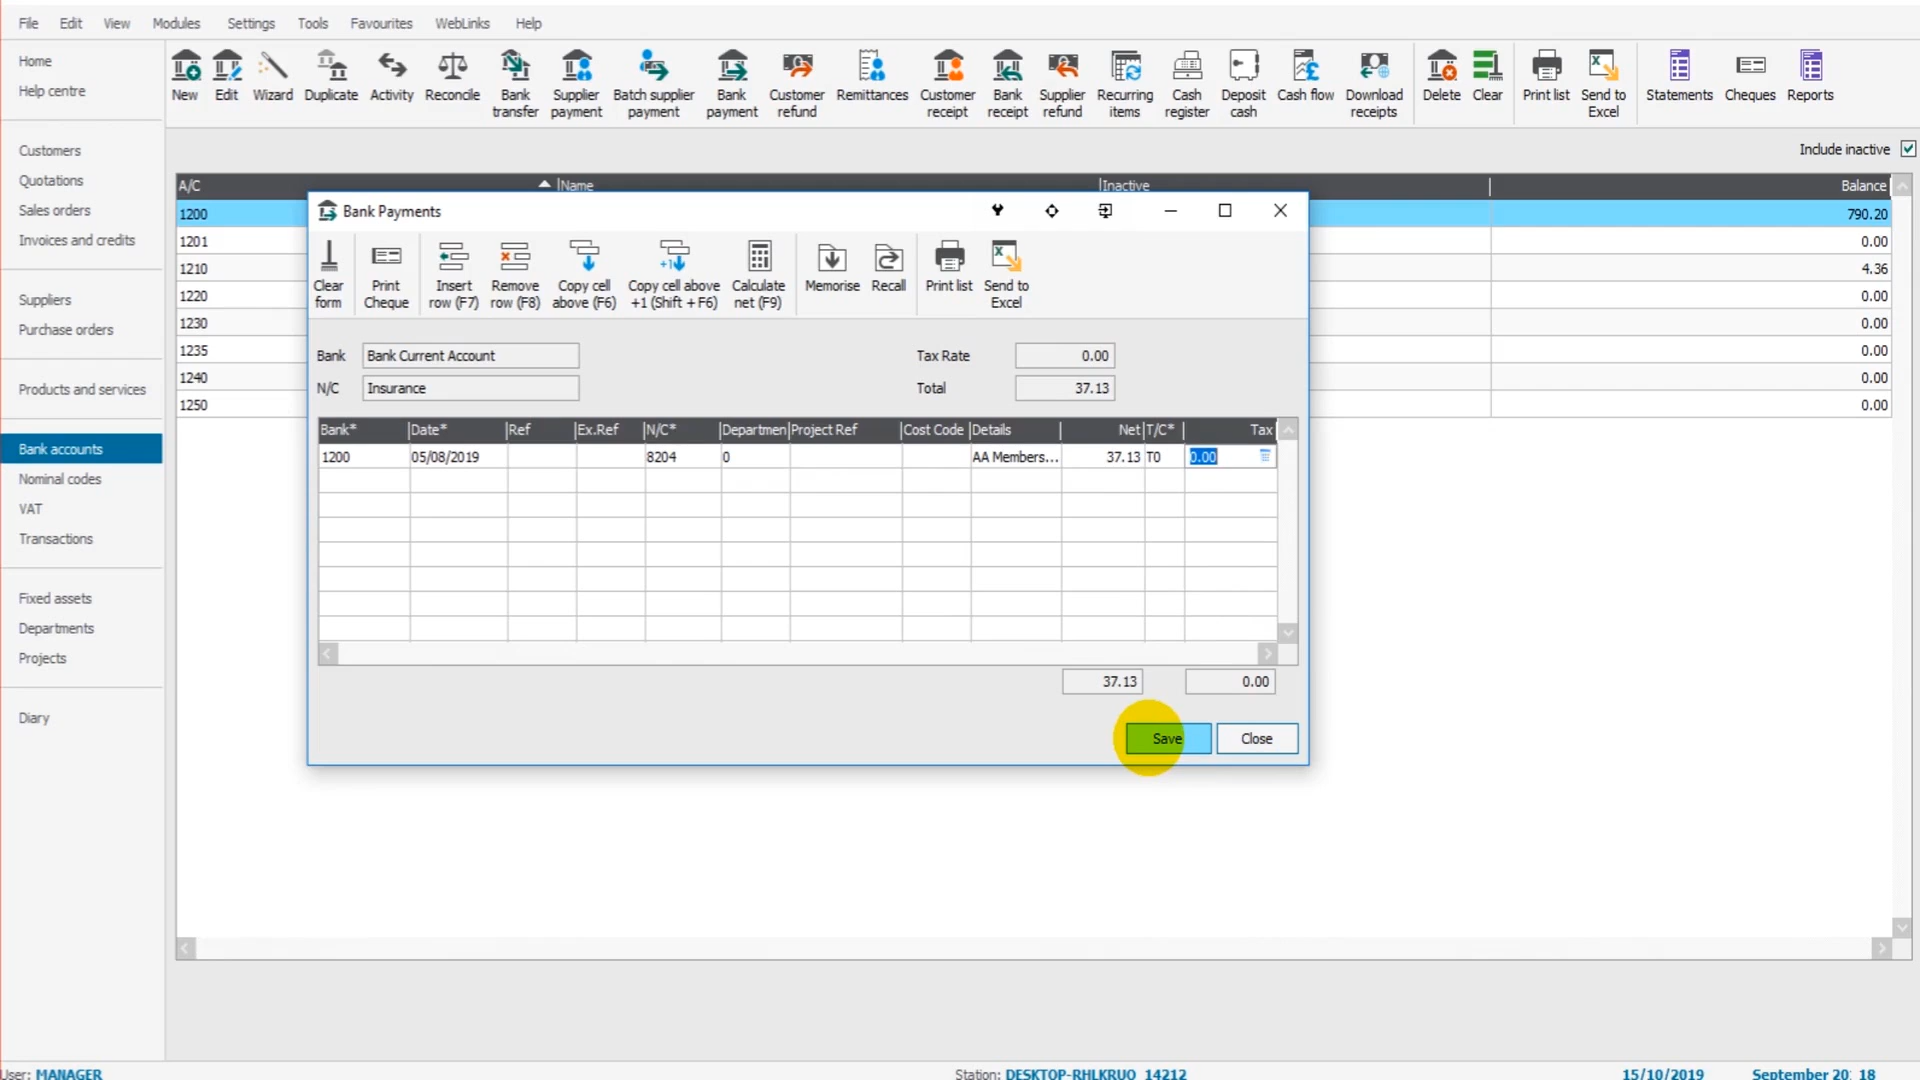 File Edit View Modules Settings Tools Favourites WebLinks Help
Home
Help centre
Customers
Quotations
Sales orders
Invoices and credits
Suppliers
Purchase orders
Products and services
Bank accounts
Nominal codes
VAT
Transactions
Fixed assets
Departments
Projects
Diary
New Edit Wizard Duplicate Activity Reconcile Bank transfer Supplier payment Batch supplier payment Bank payment Customer refund Remittances Customer receipt Bank receipt Supplier refund Recurring items Cash register Deposit cash Cash flow Download receipts Delete Clear Print list Send to Excel Statements Cheques Reports
Include inactive
A/C Name Inactive Balance
1200 790.20
1201 0.00
1210 4.36
1220 0.00
1230 0.00
1235 0.00
1240 0.00
1250 0.00
Bank Payments
Clear form Print Cheque Insert row (F7) Remove row (F8) Copy cell above (F6) Copy cell above +1 (Shift + F6) Calculate net (F9) Memorise Recall Print list Send to Excel
Bank Bank Current Account Tax Rate 0.00
N/C Insurance Total 37.13
Bank* Date* Ref Ex.Ref N/C* Departmen Project Ref Cost Code Details Net T/C* Tax
1200 05/08/2019 8204 0 AA Members... 37.13 T0 0.00
37.13 0.00
Save Close
User: MANAGER Station: DESKTOP-RHLKRUO_14212 15/10/2019 September 20 18